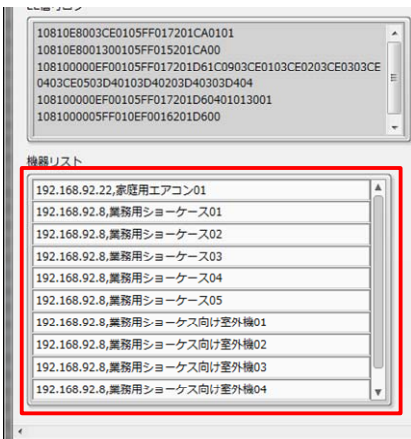 10810E8003CE0105FF017201CA0101
10810E8001300105FF015201CA00
108100000EF00105FF017201D61C0903CE0103CE0203CE0303CE
0403CE0503D40103D40203D40303D404
108100000EF00105FF017201D60401013001
1081000005FF010EF0016201D600
機器リスト
192.168.92.22,家庭用エアコン01
192.168.92.8,業務用ショーケース01
192.168.92.8,業務用ショーケース02
192.168.92.8,業務用ショーケース03
192.168.92.8,業務用ショーケース04
192.168.92.8,業務用ショーケース05
192.168.92.8,業務用ショーケス向け室外機01
192.168.92.8,業務用ショーケス向け室外機02
192.168.92.8,業務用ショーケス向け室外機03
192.168.92.8,業務用ショーケス向け室外機04